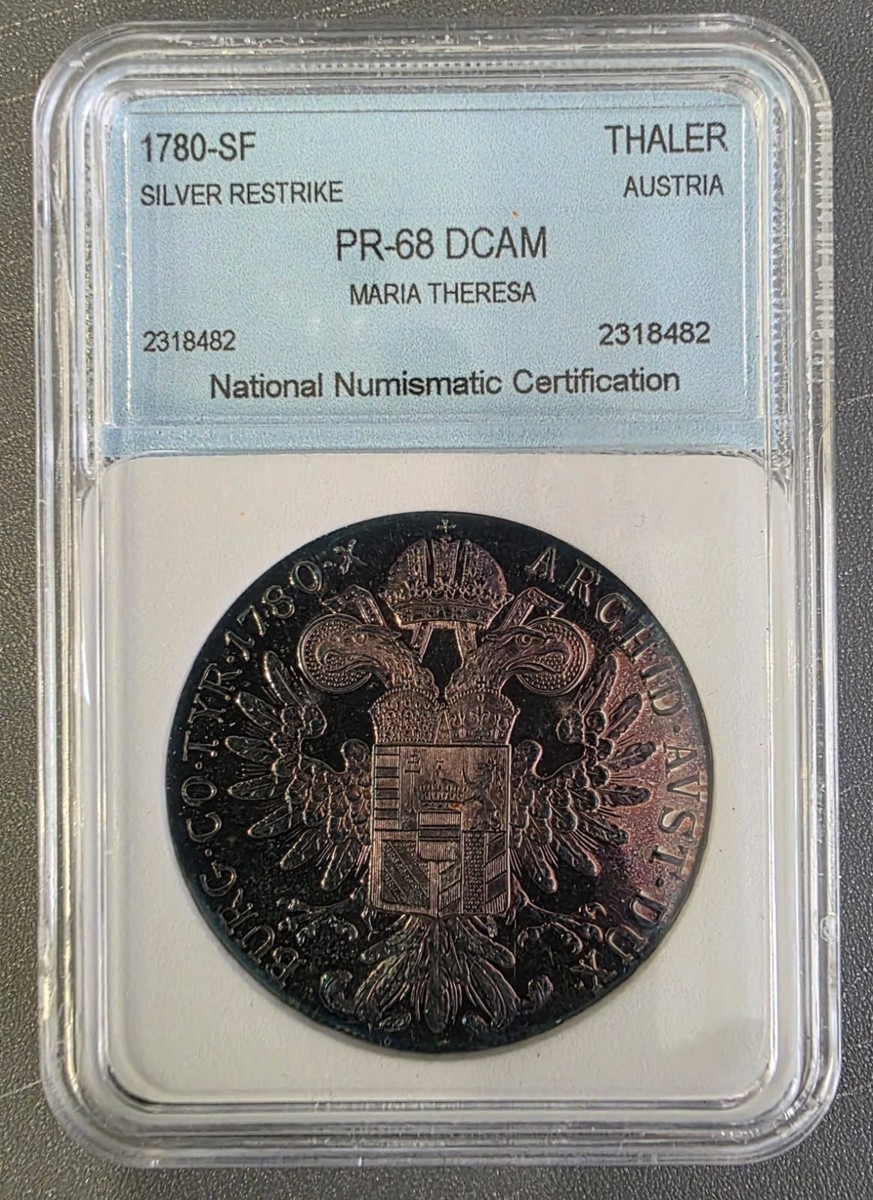 1780-SF THALER
SILVER RESTRIKE AUSTRIA
PR-68 DCAM
MARIA THERESA
2318482 2318482
National Numismatic Certification
ARCHID·AVST·DUX
BURG·CO·TYR·1780·X